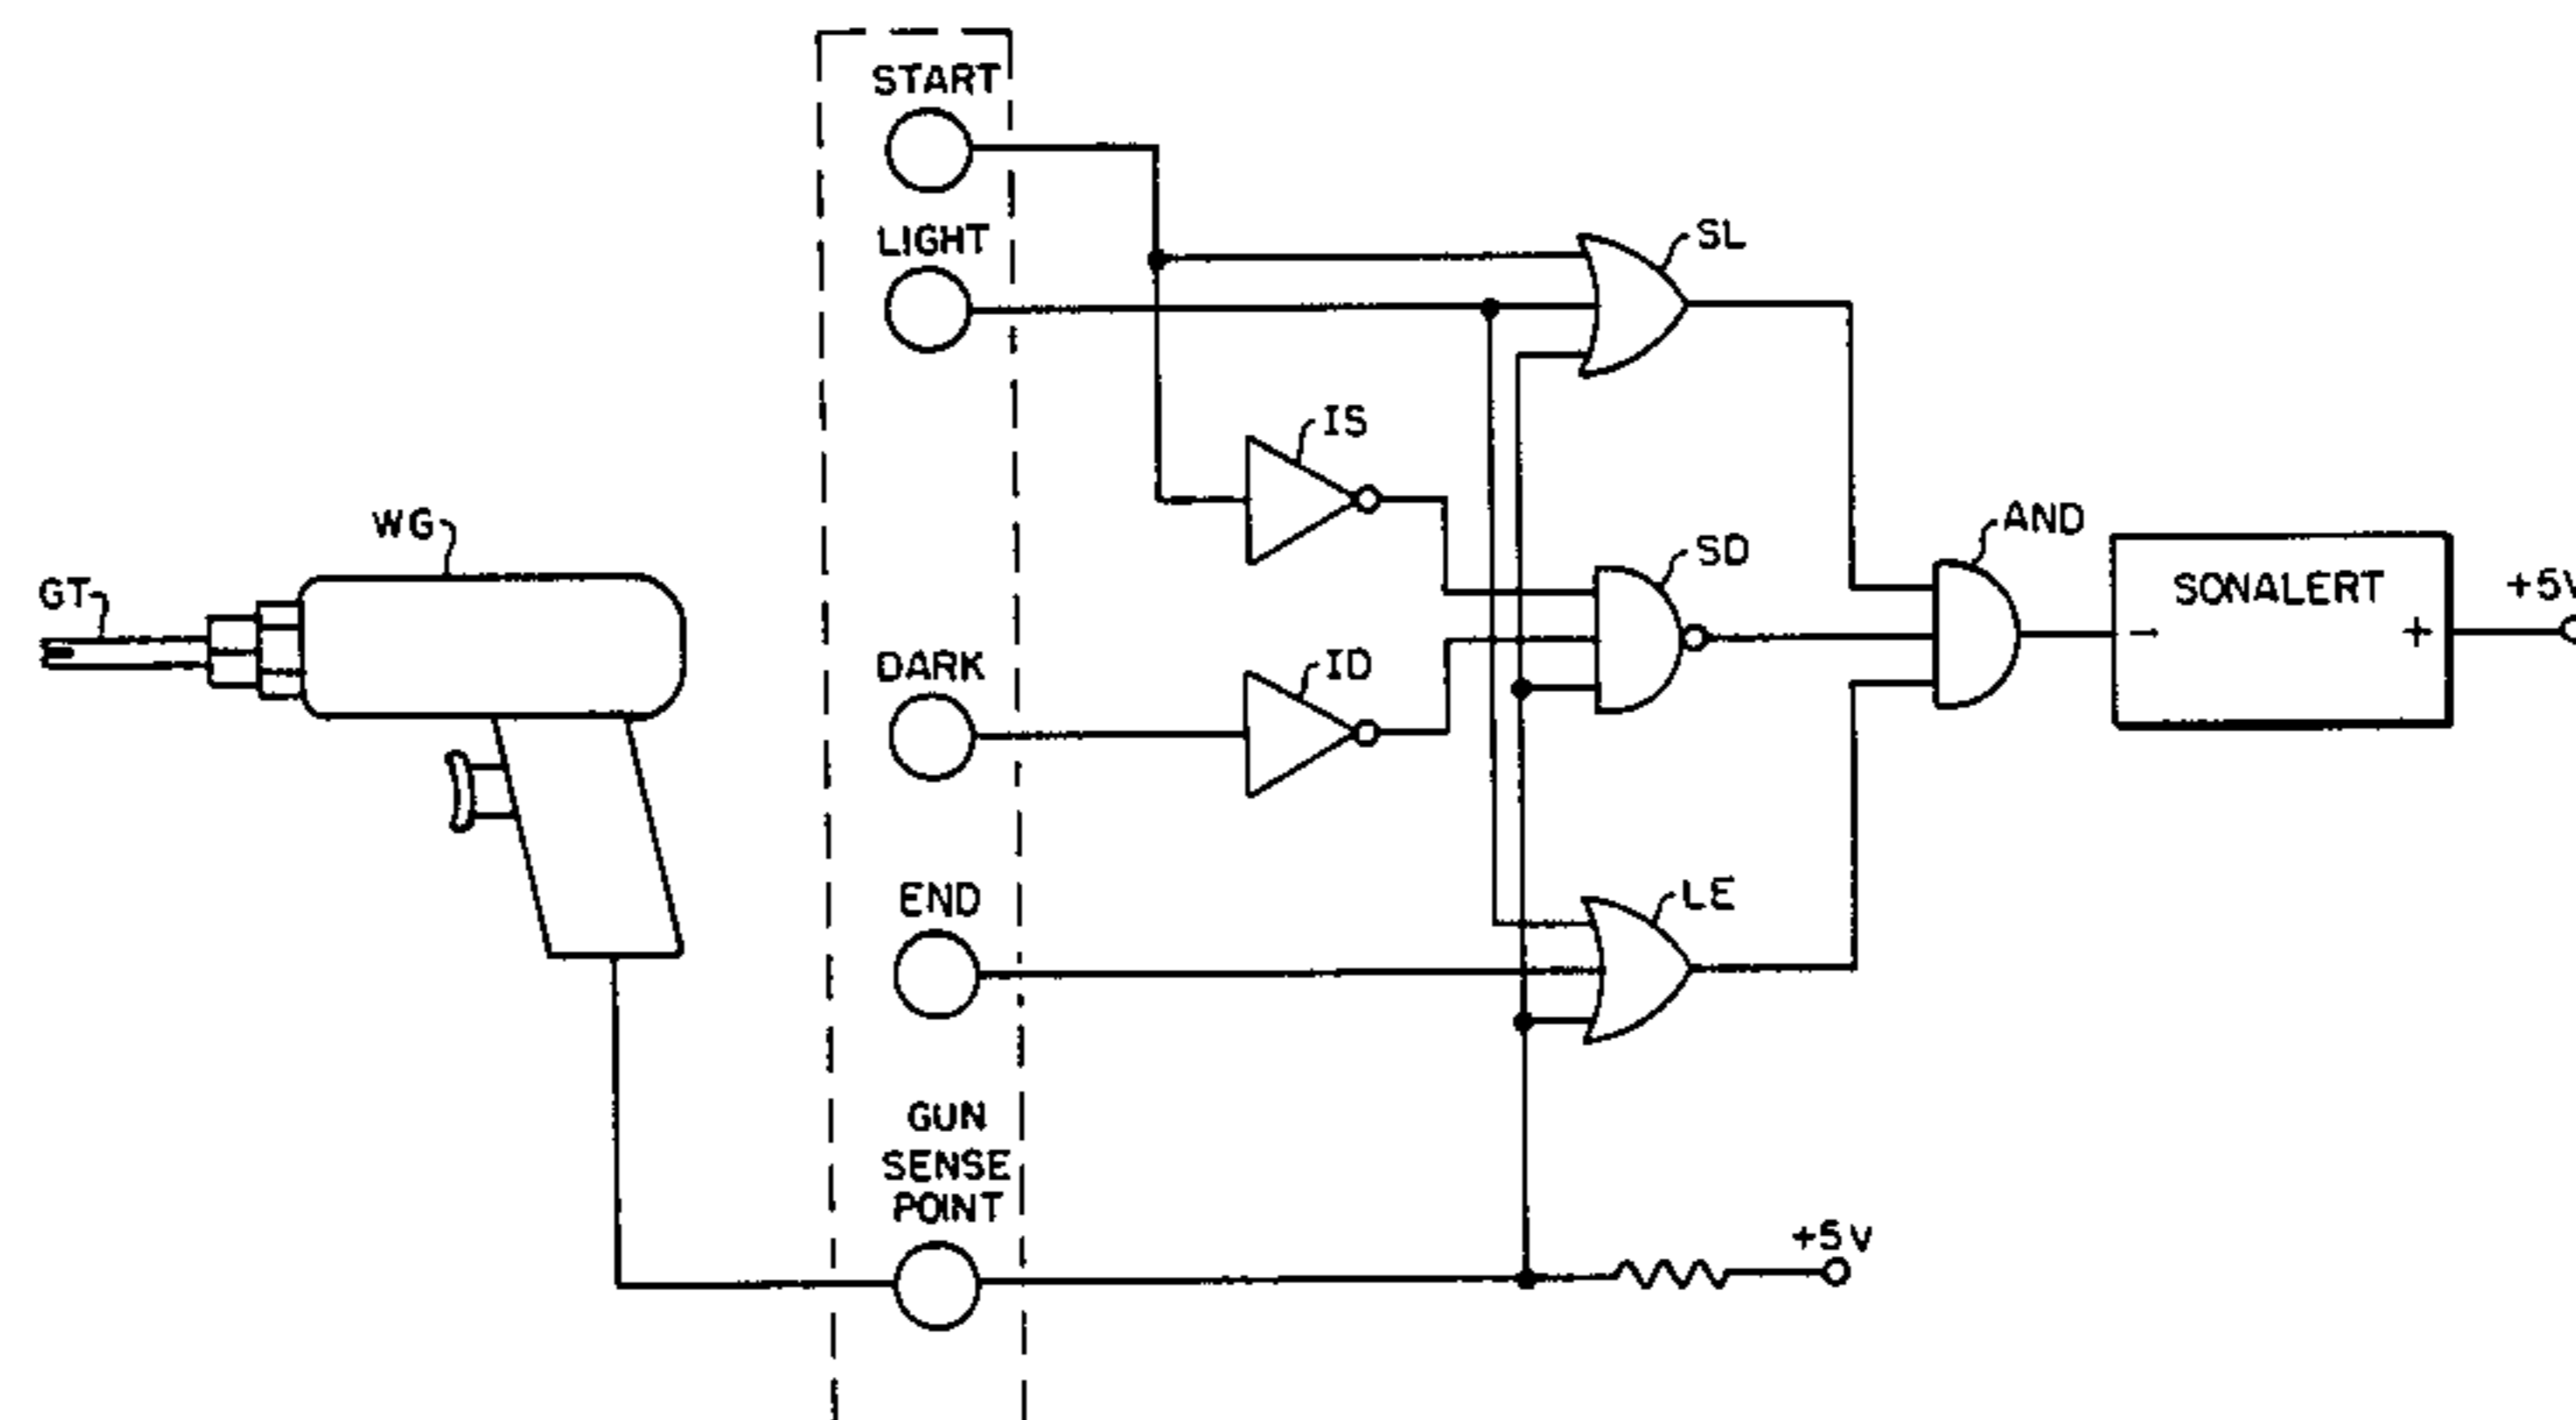 START
LIGHT
SL
IS
WG
AND
SD
GT
SONALERT
+5V
- +
DARK
ID
END
LE
GUN
SENSE
POINT
+5V